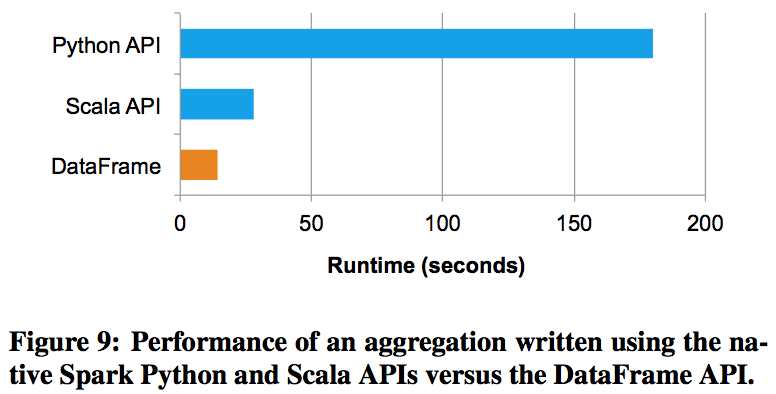 Python API
Scala API
DataFrame
0 50 100 150 200
Runtime (seconds)
Figure 9: Performance of an aggregation written using the na-
tive Spark Python and Scala APIs versus the DataFrame API.